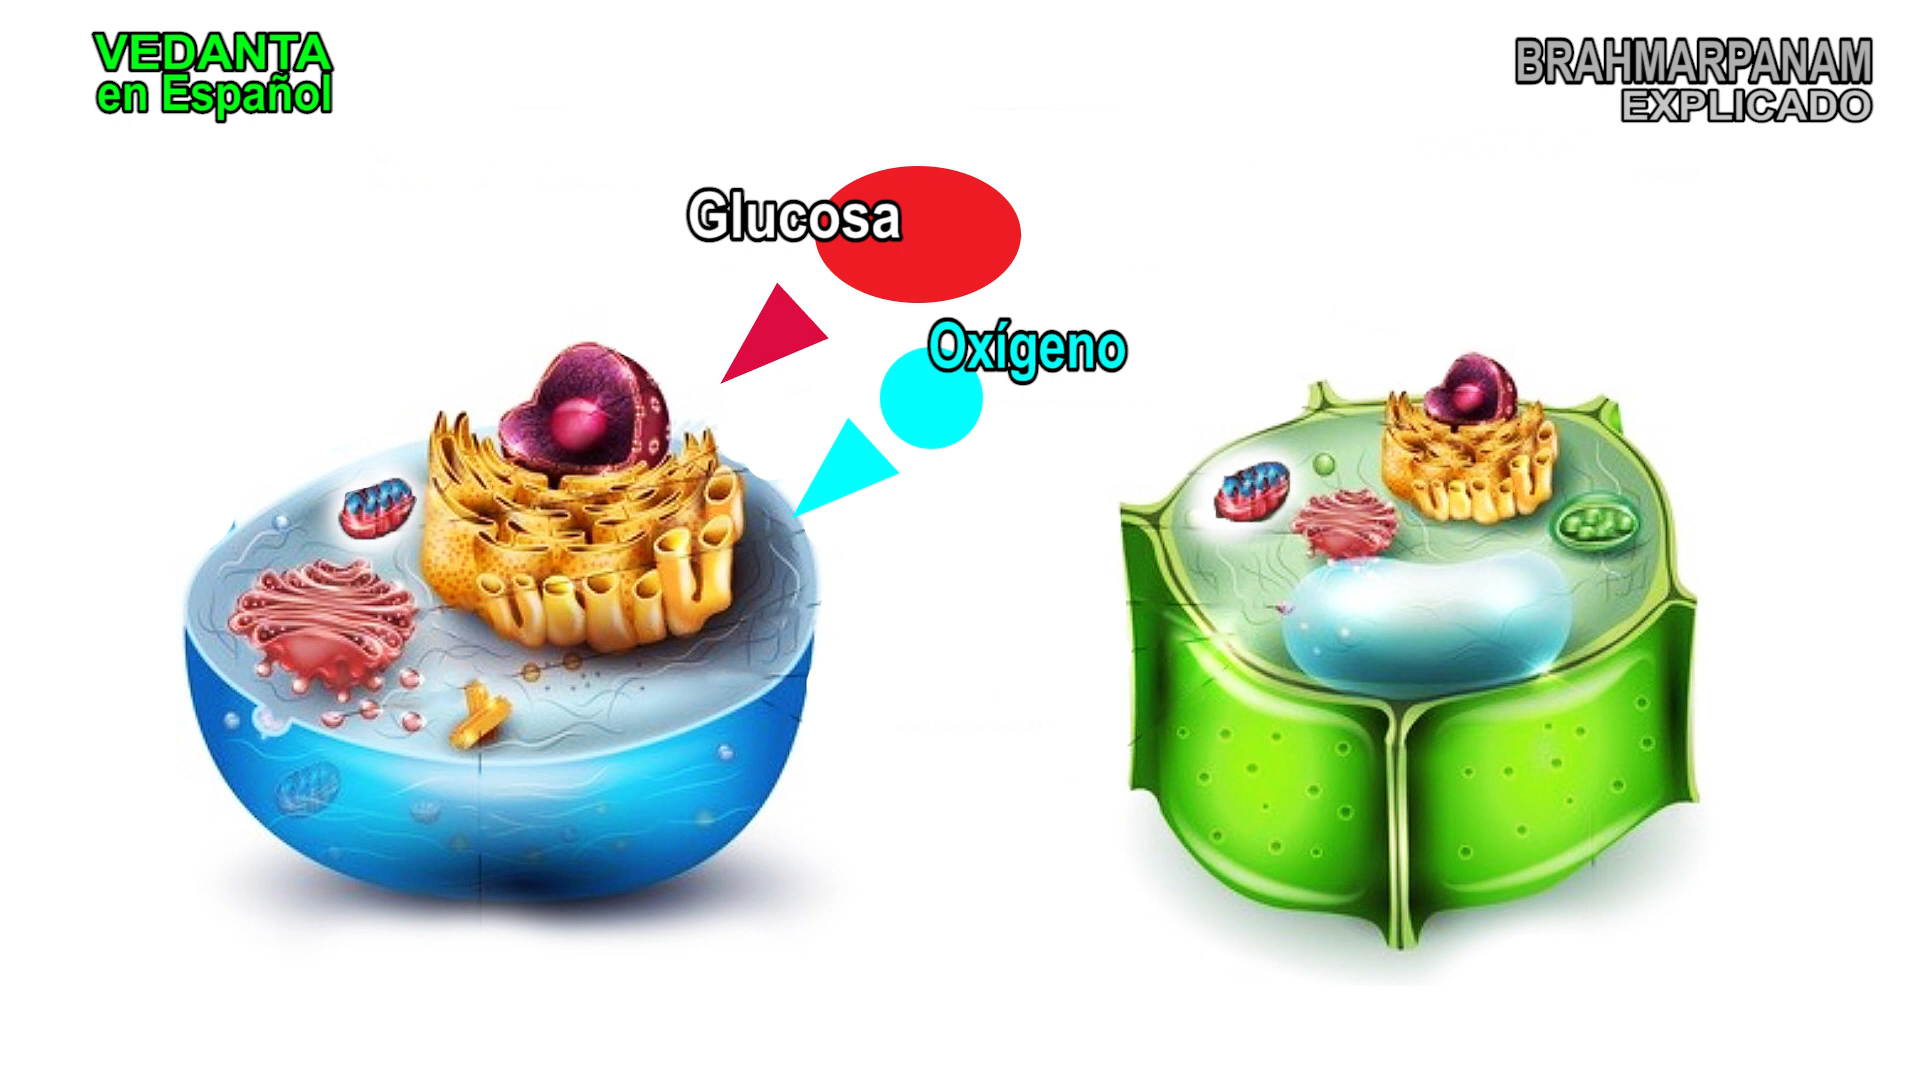 VEDANTA
en Español
BRAHMARPANAM
EXPLICADO
Glucosa
Oxígeno